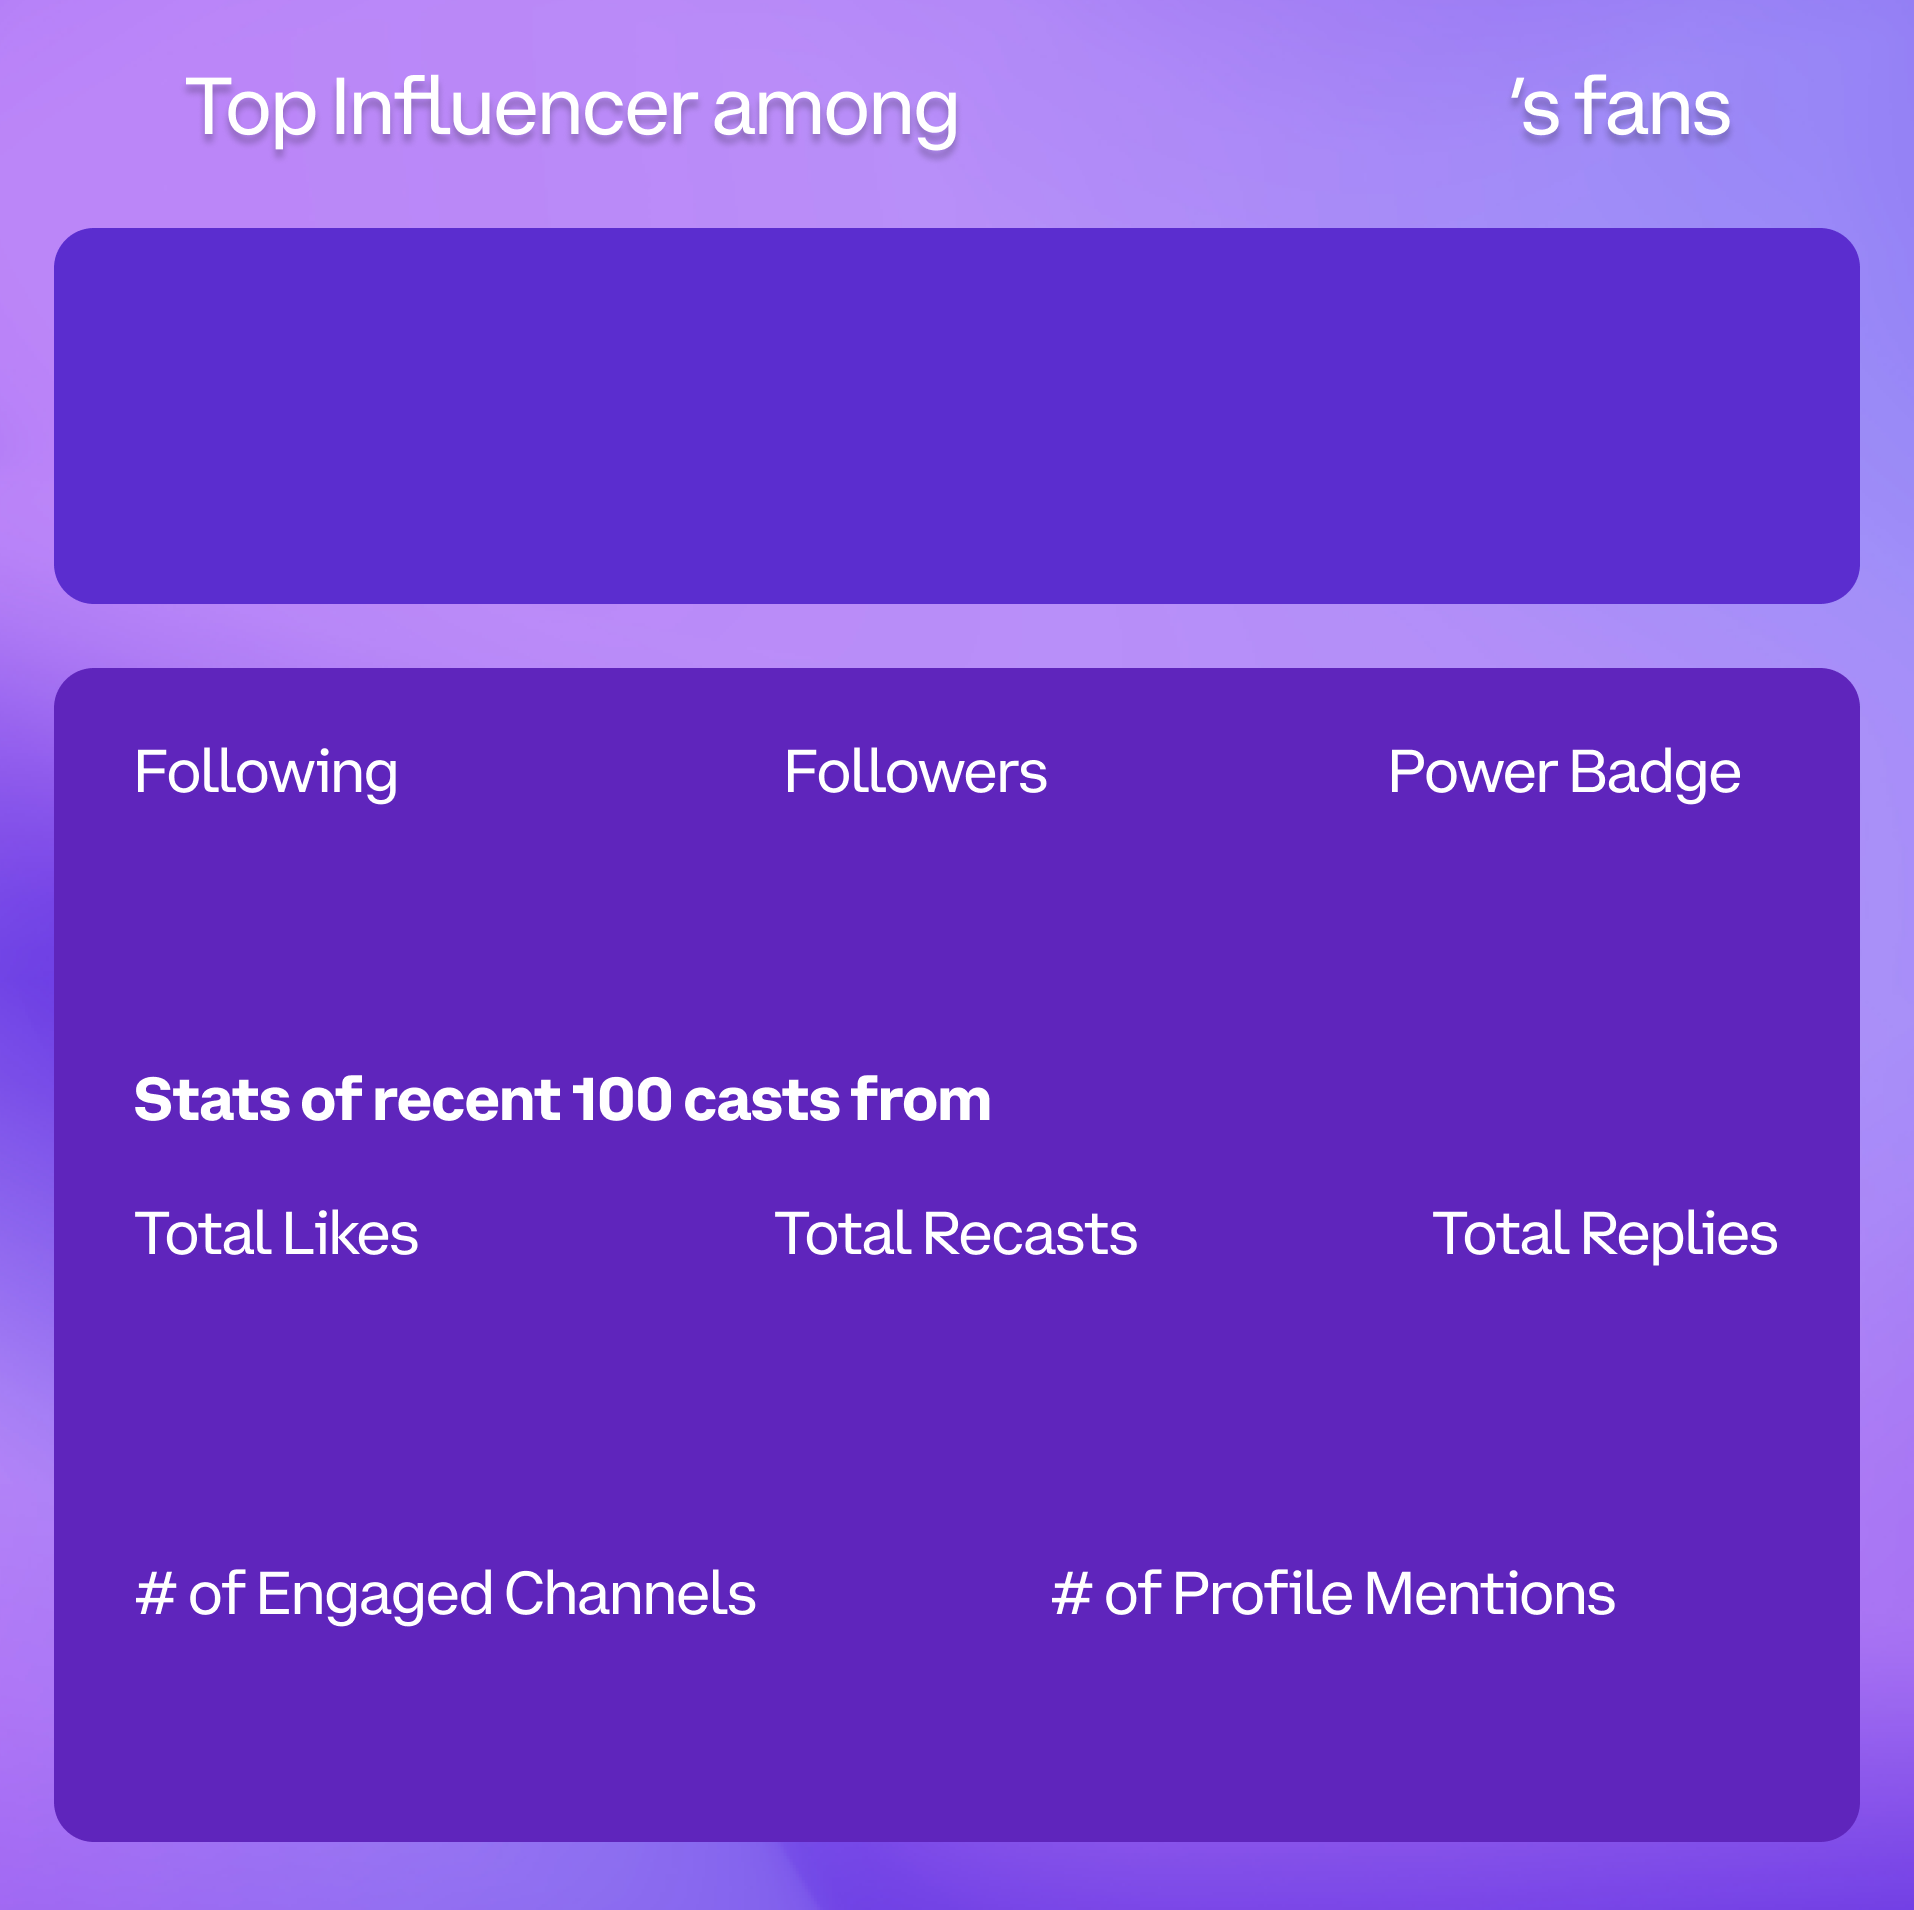 Top Influencer among 's fans
Following Followers Power Badge
Stats of recent 100 casts from
Total Likes Total Recasts Total Replies
# of Engaged Channels # of Profile Mentions